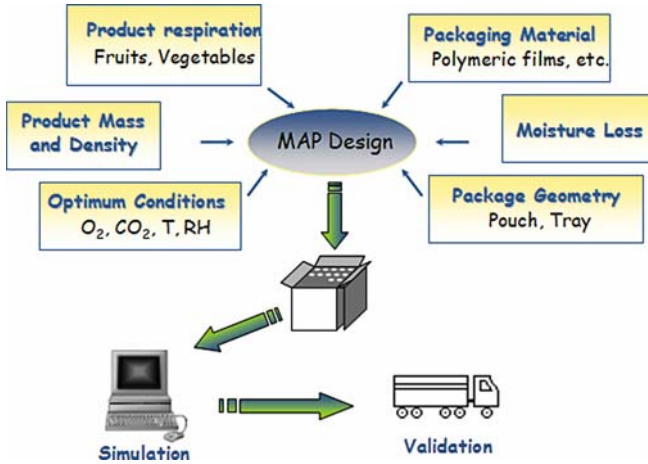 Product respiration
Fruits, Vegetables
Packaging Material
Polymeric films, etc.
Product Mass
and Density
MAP Design
Moisture Loss
Optimum Conditions
O₂, CO₂, T, RH
Package Geometry
Pouch, Tray
Simulation
Validation